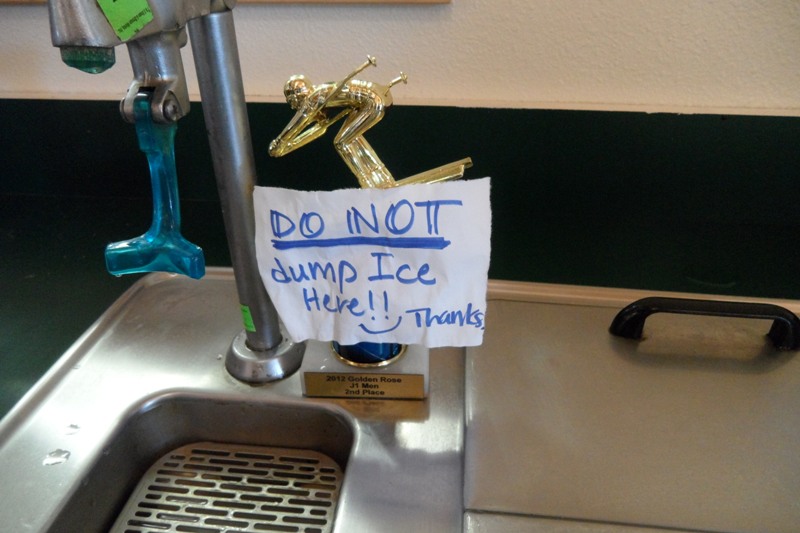 DO NOT
dump Ice
Here!!
Thanks,
2012 Golden Rose
J1 Men
2nd Place